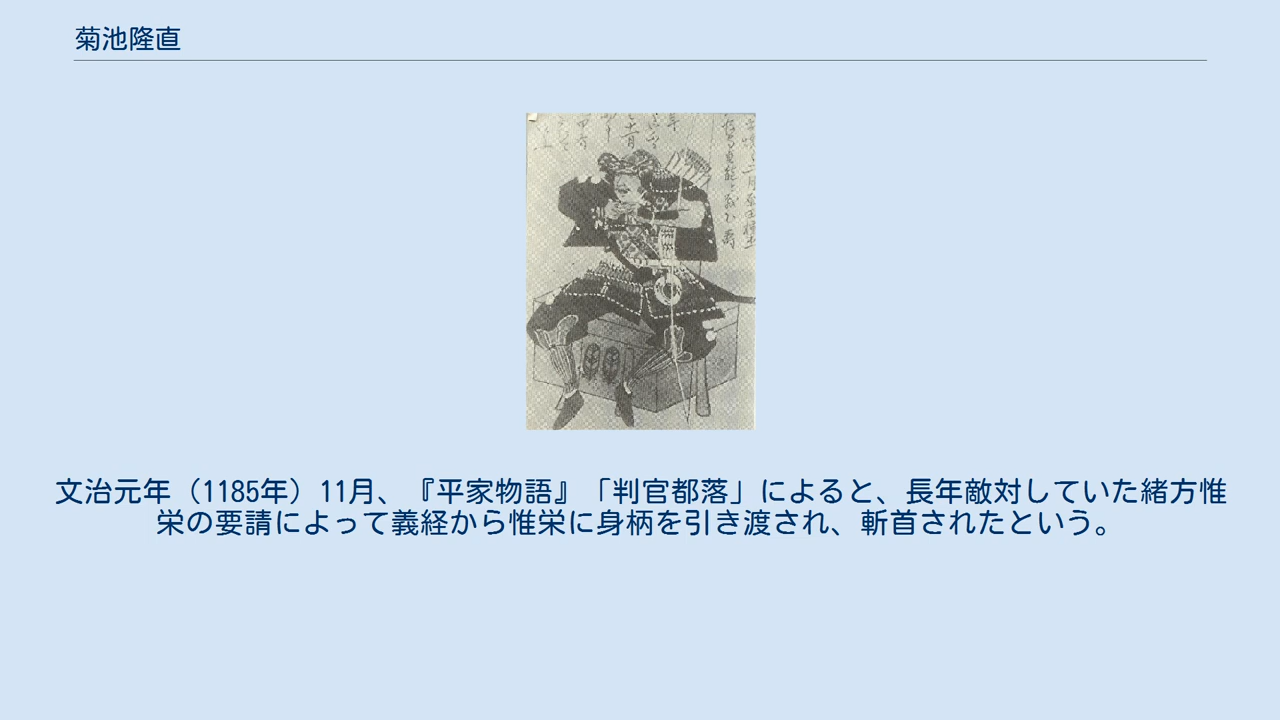 菊池隆直
文治元年（1185年）11月、『平家物語』「判官都落」によると、長年敵対していた緒方惟
栄の要請によって義経から惟栄に身柄を引き渡され、斬首されたという。